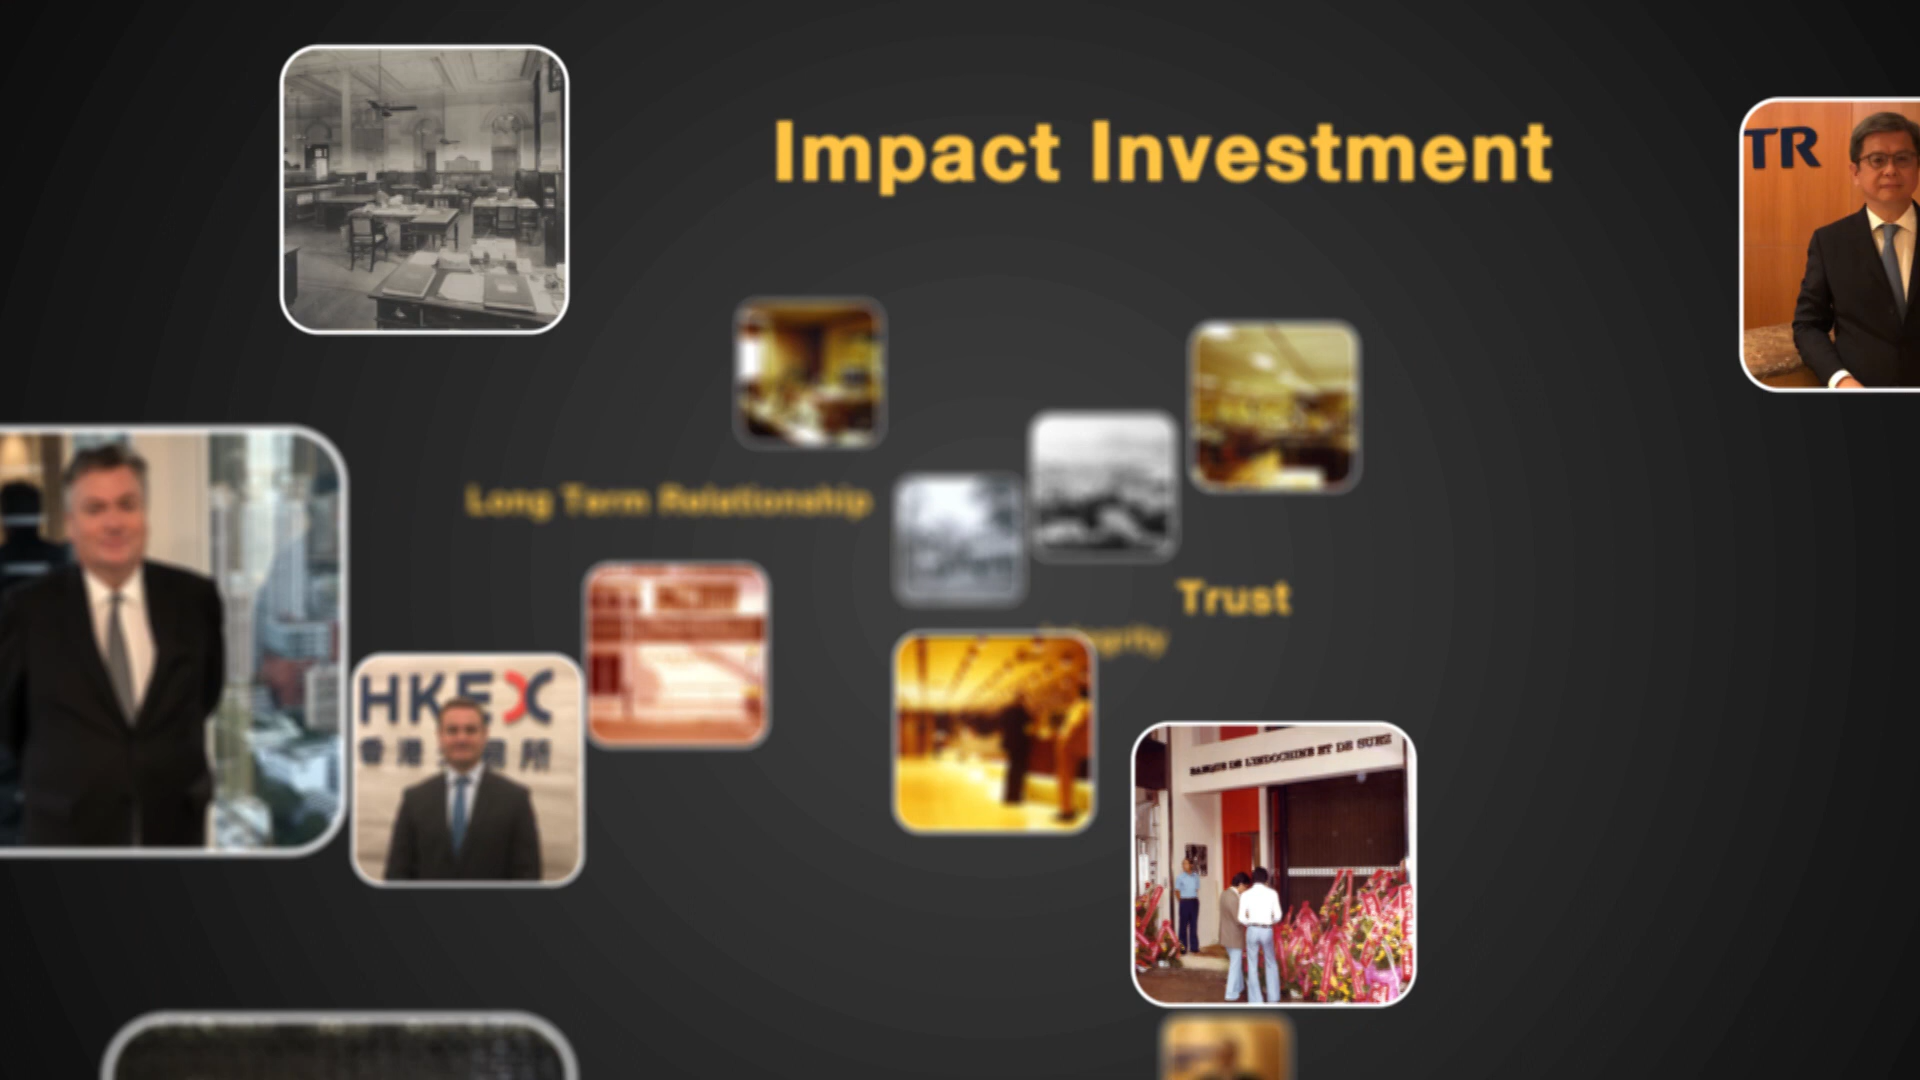 Impact Investment
TR
Long Term Relationship
Trust
HKEX
BANQUE DE L'INDOCHINE ET DE SUEZ